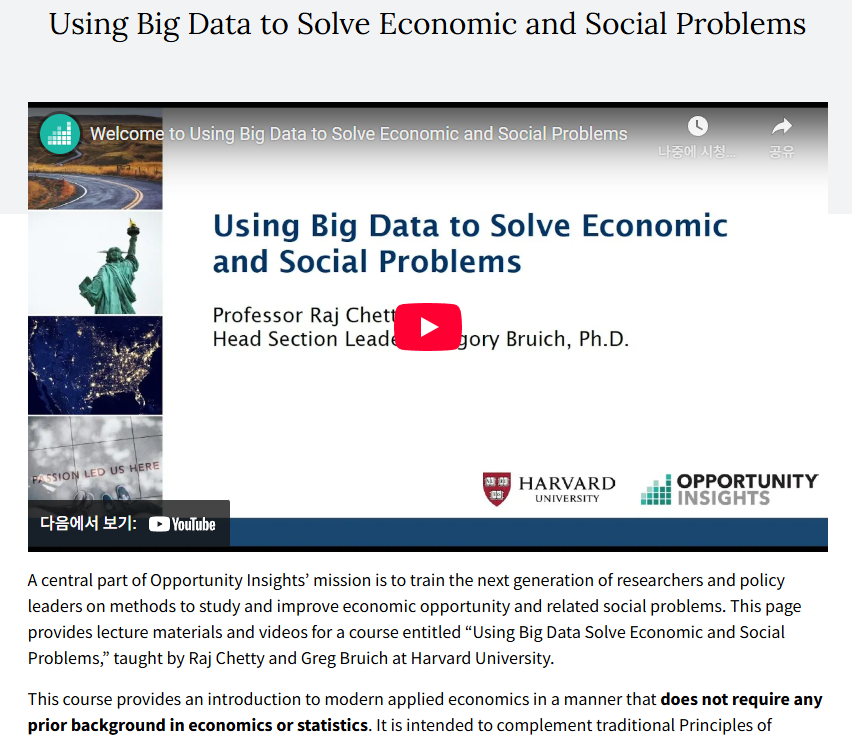 Using Big Data to Solve Economic and Social Problems
Welcome to Using Big Data to Solve Economic and Social Problems
나중에 시청...
공유
Using Big Data to Solve Economic
and Social Problems
Professor Raj Chett
Head Section Leade gory Bruich, Ph.D.
PASSION LED US HERE
HARVARD
UNIVERSITY
OPPORTUNITY
INSIGHTS
다음에서 보기: YouTube
A central part of Opportunity Insights’ mission is to train the next generation of researchers and policy
leaders on methods to study and improve economic opportunity and related social problems. This page
provides lecture materials and videos for a course entitled “Using Big Data Solve Economic and Social
Problems,” taught by Raj Chetty and Greg Bruich at Harvard University.
This course provides an introduction to modern applied economics in a manner that does not require any
prior background in economics or statistics. It is intended to complement traditional Principles of